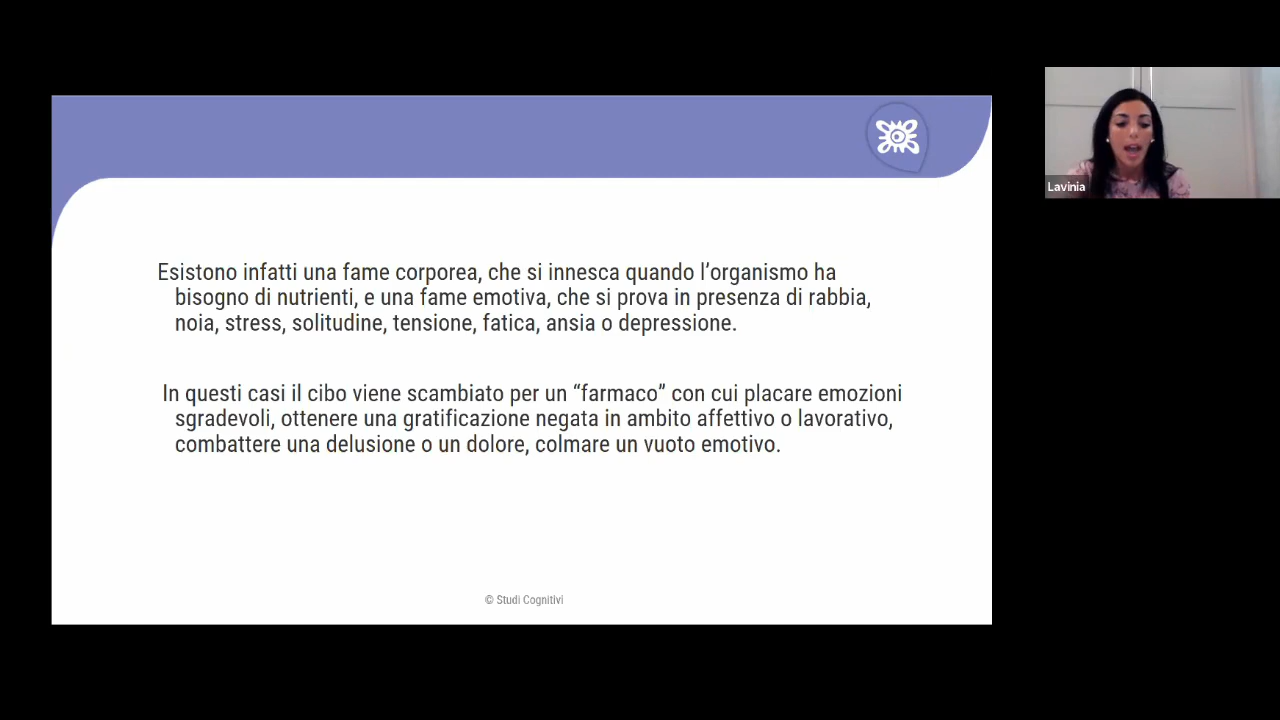 Esistono infatti una fame corporea, che si innesca quando l’organismo ha
bisogno di nutrienti, e una fame emotiva, che si prova in presenza di rabbia,
noia, stress, solitudine, tensione, fatica, ansia o depressione.
In questi casi il cibo viene scambiato per un “farmaco” con cui placare emozioni
sgradevoli, ottenere una gratificazione negata in ambito affettivo o lavorativo,
combattere una delusione o un dolore, colmare un vuoto emotivo.
© Studi Cognitivi
Lavinia